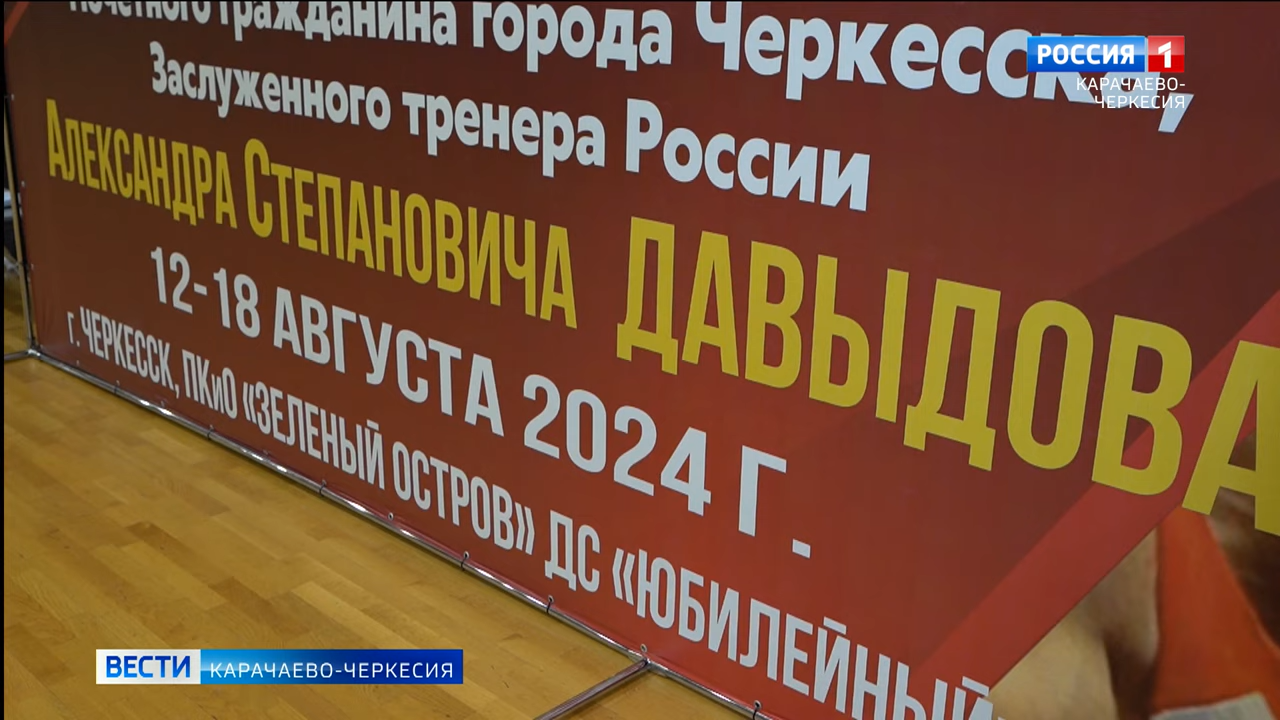 Почётного гражданина города Черкесска,
Заслуженного тренера России
Александра Степановича ДАВЫДОВА
12-18 АВГУСТА 2024 Г.
г. ЧЕРКЕССК, ПКиО «ЗЕЛЕНЫЙ ОСТРОВ» ДС «ЮБИЛЕЙНЫЙ
РОССИЯ 1
КАРАЧАЕВО-
ЧЕРКЕСИЯ
ВЕСТИ КАРАЧАЕВО-ЧЕРКЕСИЯ